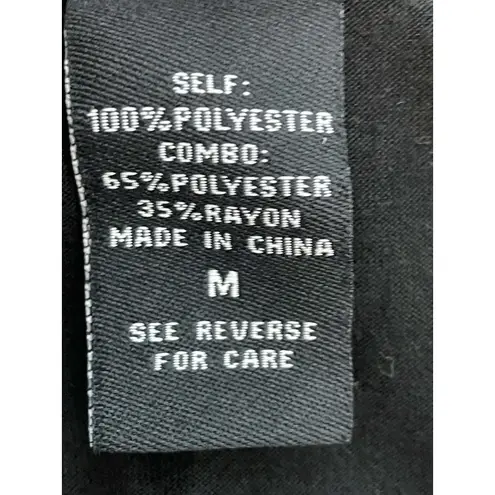 SELF:
100%POLYESTER
COMBO:
65%POLYESTER
35%RAYON
MADE IN CHINA
M
SEE REVERSE
FOR CARE